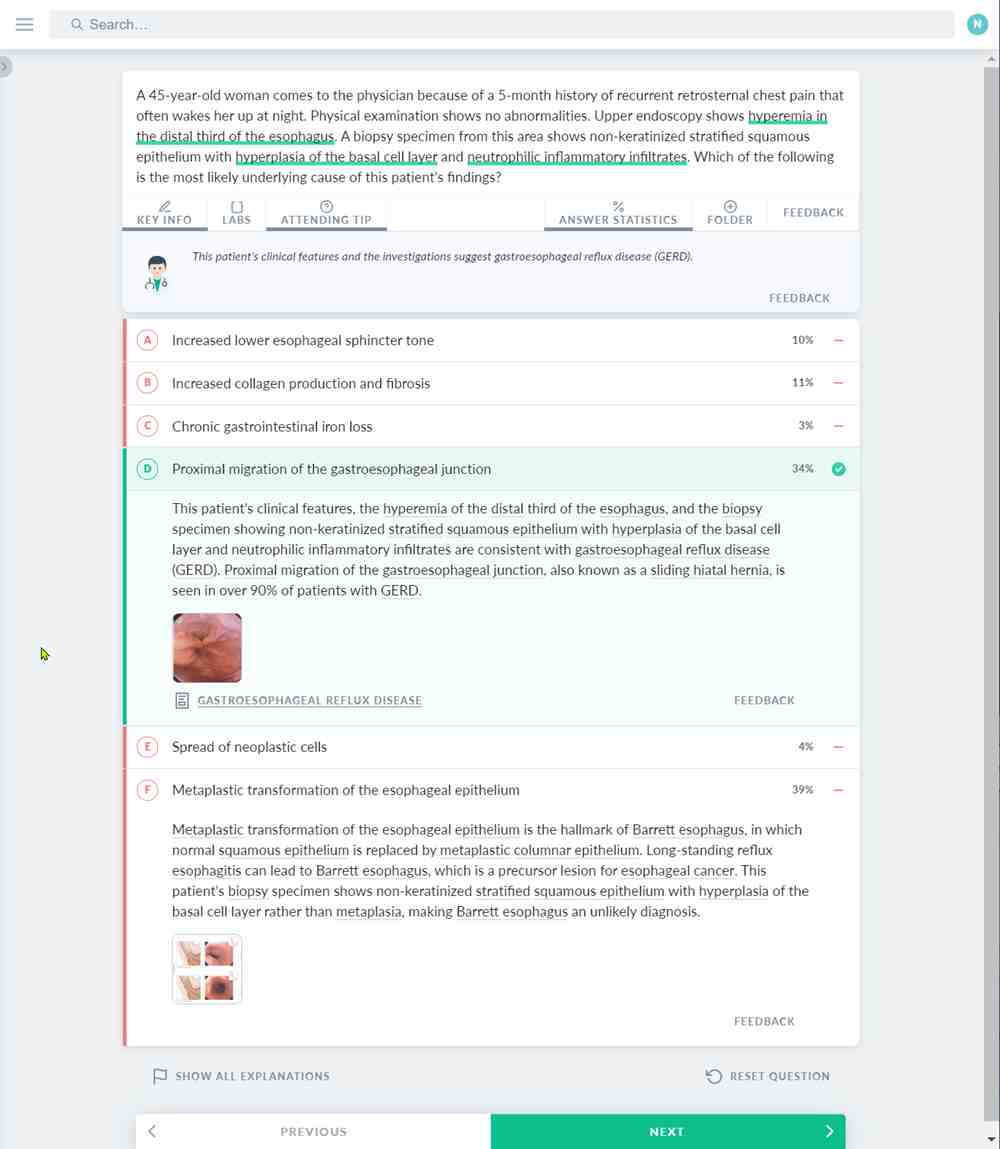 Search…
N
A 45-year-old woman comes to the physician because of a 5-month history of recurrent retrosternal chest pain that
often wakes her up at night. Physical examination shows no abnormalities. Upper endoscopy shows hyperemia in
the distal third of the esophagus. A biopsy specimen from this area shows non-keratinized stratified squamous
epithelium with hyperplasia of the basal cell layer and neutrophilic inflammatory infiltrates. Which of the following
is the most likely underlying cause of this patient's findings?
KEY INFO
LABS
ATTENDING TIP
%
ANSWER STATISTICS
FOLDER
FEEDBACK
This patient's clinical features and the investigations suggest gastroesophageal reflux disease (GERD).
FEEDBACK
A Increased lower esophageal sphincter tone 10%
B Increased collagen production and fibrosis 11%
C Chronic gastrointestinal iron loss 3%
D Proximal migration of the gastroesophageal junction 34%
This patient's clinical features, the hyperemia of the distal third of the esophagus, and the biopsy
specimen showing non-keratinized stratified squamous epithelium with hyperplasia of the basal cell
layer and neutrophilic inflammatory infiltrates are consistent with gastroesophageal reflux disease
(GERD). Proximal migration of the gastroesophageal junction, also known as a sliding hiatal hernia, is
seen in over 90% of patients with GERD.
GASTROESOPHAGEAL REFLUX DISEASE
FEEDBACK
E Spread of neoplastic cells 4%
F Metaplastic transformation of the esophageal epithelium 39%
Metaplastic transformation of the esophageal epithelium is the hallmark of Barrett esophagus, in which
normal squamous epithelium is replaced by metaplastic columnar epithelium. Long-standing reflux
esophagitis can lead to Barrett esophagus, which is a precursor lesion for esophageal cancer. This
patient's biopsy specimen shows non-keratinized stratified squamous epithelium with hyperplasia of the
basal cell layer rather than metaplasia, making Barrett esophagus an unlikely diagnosis.
FEEDBACK
SHOW ALL EXPLANATIONS
RESET QUESTION
PREVIOUS
NEXT